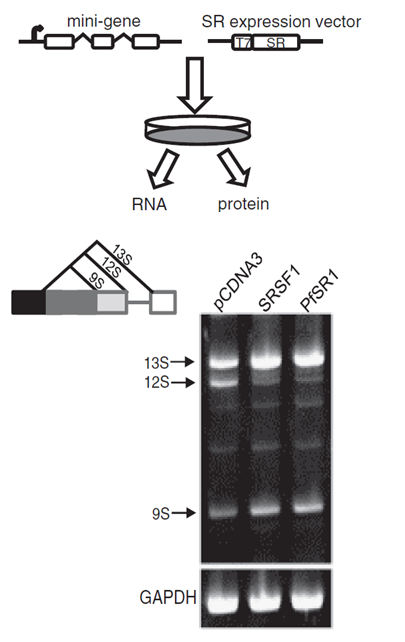 mini-gene SR expression vector
T7 SR
RNA protein
13S
12S
9S
pCDNA3 SRSF1 PfSR1
13S
12S
9S
GAPDH